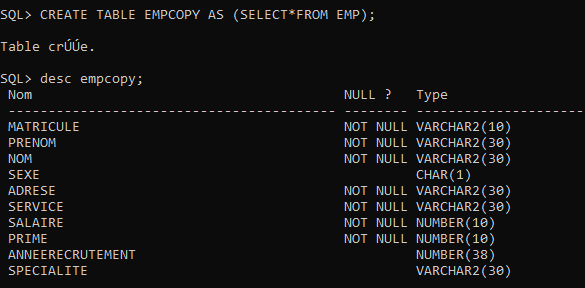 SQL> CREATE TABLE EMPCOPY AS (SELECT*FROM EMP);
Table crÚÚe.
SQL> desc empcopy;
Nom NULL ? Type
----------------------------------------- -------- ----------------------
MATRICULE NOT NULL VARCHAR2(10)
PRENOM NOT NULL VARCHAR2(30)
NOM NOT NULL VARCHAR2(30)
SEXE CHAR(1)
ADRESE NOT NULL VARCHAR2(30)
SERVICE NOT NULL VARCHAR2(30)
SALAIRE NOT NULL NUMBER(10)
PRIME NOT NULL NUMBER(10)
ANNEERECRUTEMENT NUMBER(38)
SPECIALITE VARCHAR2(30)